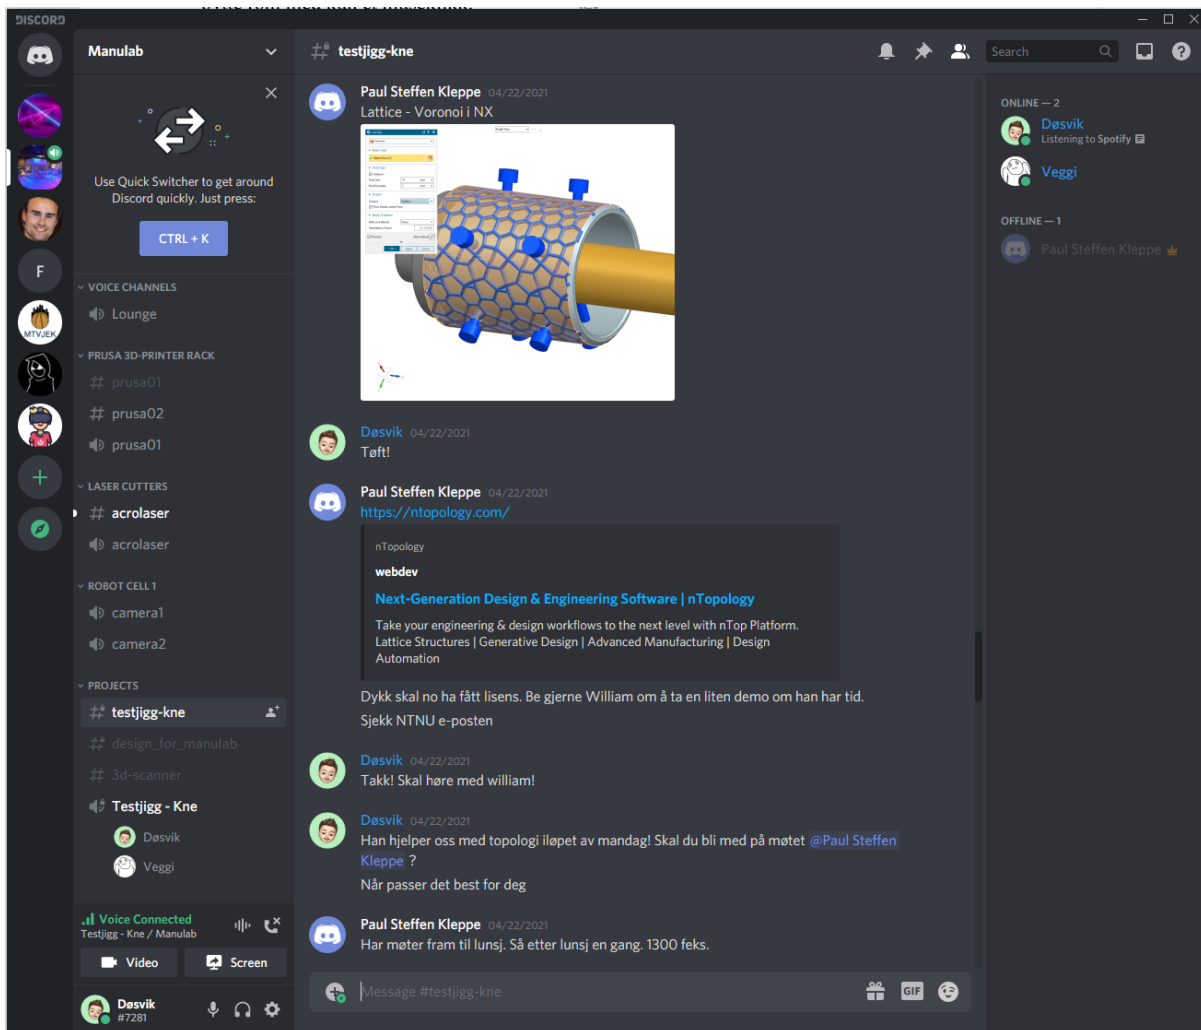 DISCORD
Manulab
testjigg-kne
Search
Use Quick Switcher to get around
Discord quickly. Just press:
CTRL + K
F
MTVJEK
VOICE CHANNELS
Lounge
PRUSA 3D-PRINTER RACK
prusa01
prusa02
prusa01
LASER CUTTERS
acrolaser
acrolaser
ROBOT CELL 1
camera1
camera2
PROJECTS
testjigg-kne
design_for_manulab
3d-scanner
Testjigg - Kne
Døsvik
Veggi
Voice Connected
Testjigg - Kne / Manulab
Video
Screen
Døsvik
#7281
Paul Steffen Kleppe 04/22/2021
Lattice - Voronoi i NX
Døsvik 04/22/2021
Tøft!
Paul Steffen Kleppe 04/22/2021
https://ntopology.com/
nTopology
webdev
Next-Generation Design & Engineering Software | nTopology
Take your engineering & design workflows to the next level with nTop Platform.
Lattice Structures | Generative Design | Advanced Manufacturing | Design
Automation
Dykk skal no ha fått lisens. Be gjerne William om å ta en liten demo om han har tid.
Sjekk NTNU e-posten
Døsvik 04/22/2021
Takk! Skal høre med william!
Døsvik 04/22/2021
Han hjelper oss med topologi iløpet av mandag! Skal du bli med på møtet @Paul Steffen
Kleppe ?
Når passer det best for deg
Paul Steffen Kleppe 04/22/2021
Har møter fram til lunsj. Så etter lunsj en gang. 1300 feks.
Message #testjigg-kne
GIF
ONLINE — 2
Døsvik
Listening to Spotify
Veggi
OFFLINE — 1
Paul Steffen Kleppe